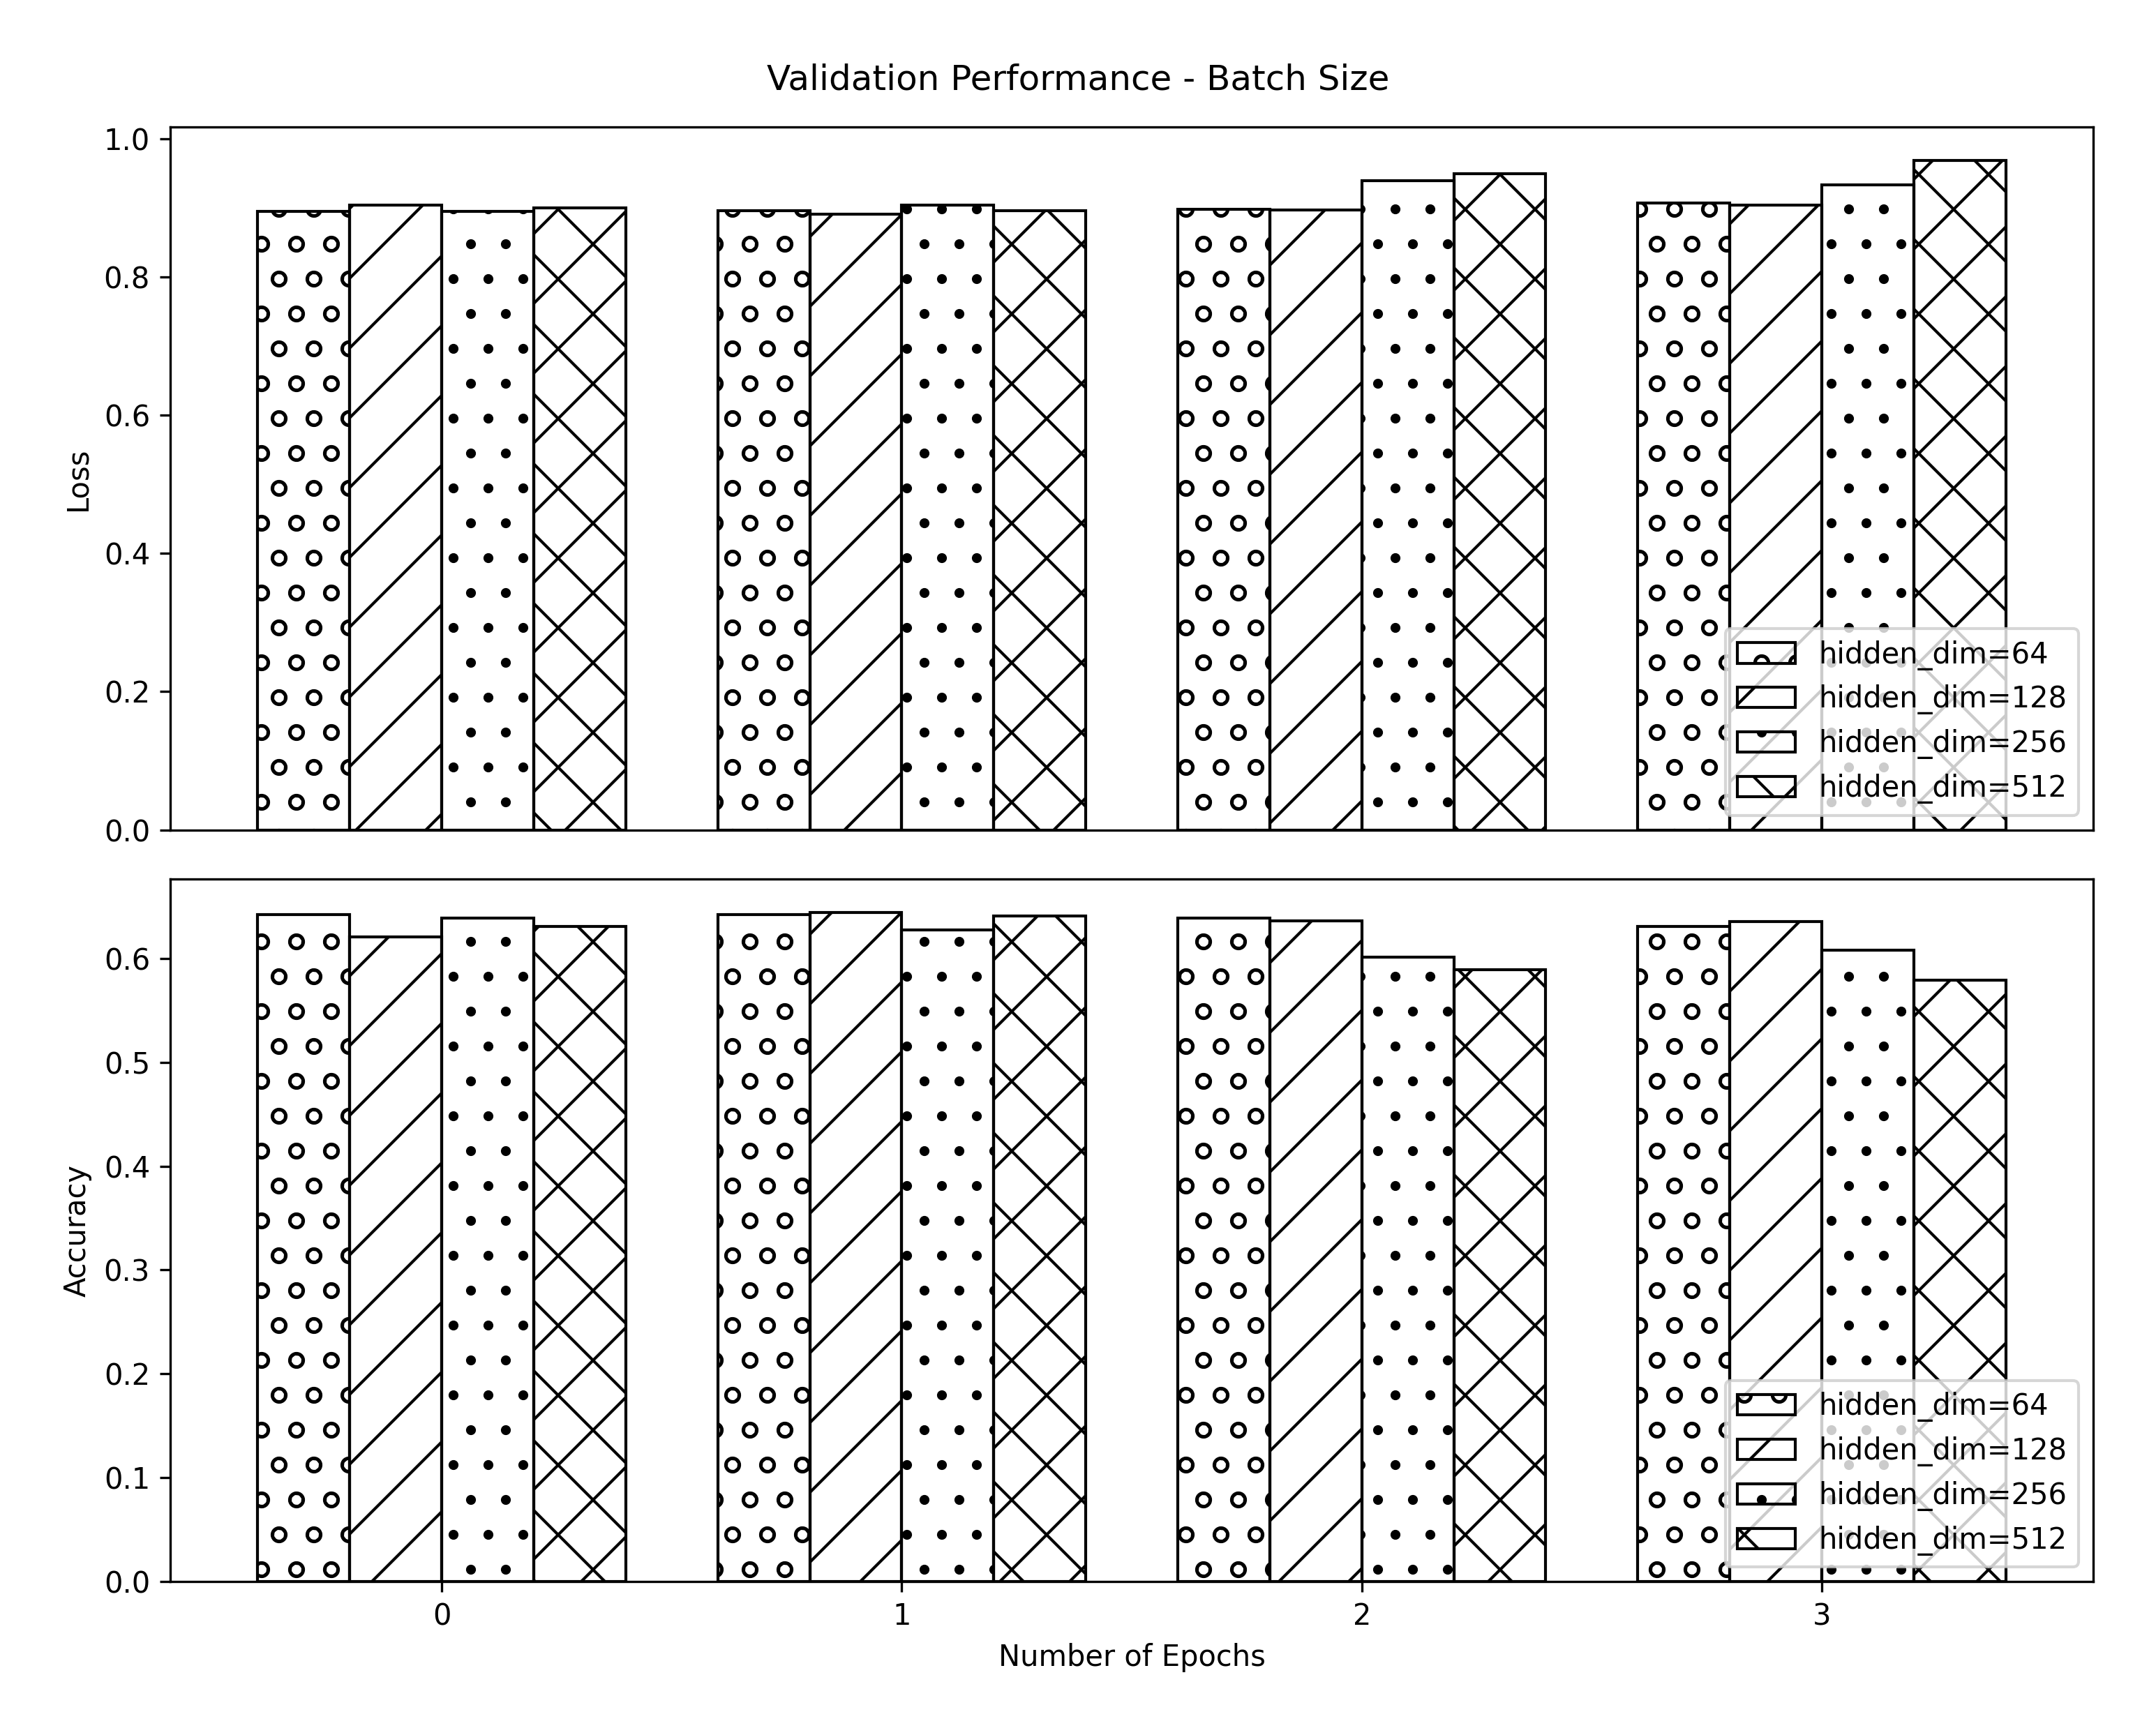 Validation Performance - Batch Size
1.0
0.8
0.6
0.4
0.2
0.0
Loss
hidden_dim=64
hidden_dim=128
hidden_dim=256
hidden_dim=512
0.6
0.5
0.4
0.3
0.2
0.1
0.0
Accuracy
hidden_dim=64
hidden_dim=128
hidden_dim=256
hidden_dim=512
0 1 2 3
Number of Epochs